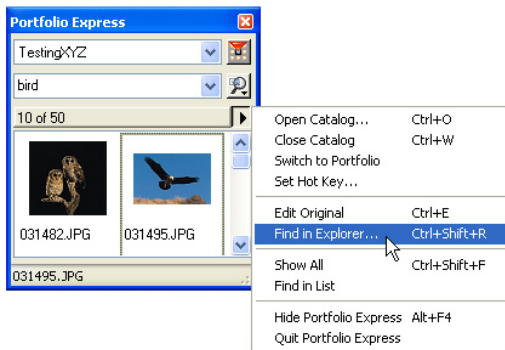 Portfolio Express
TestingXYZ
bird
10 of 50
031482.JPG 031495.JPG
031495.JPG
Open Catalog... Ctrl+O
Close Catalog Ctrl+W
Switch to Portfolio
Set Hot Key...
Edit Original Ctrl+E
Find in Explorer... Ctrl+Shift+R
Show All Ctrl+Shift+F
Find in List
Hide Portfolio Express Alt+F4
Quit Portfolio Express